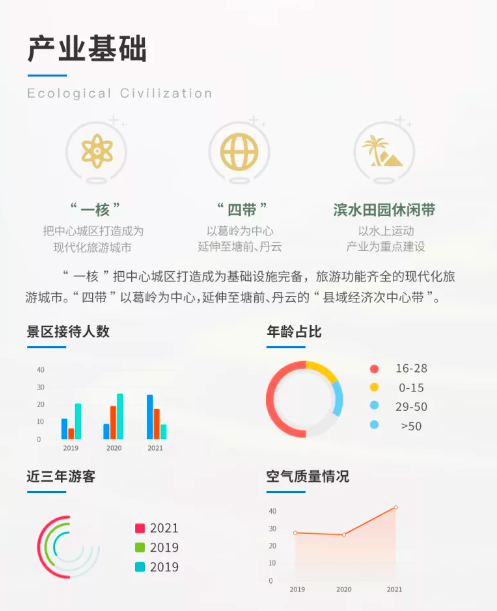 产业基础
Ecological Civilization
“一核”
“四带”
滨水田园休闲带
把中心城区打造成为
现代化旅游城市
以葛岭为中心
延伸至塘前、丹云
以水上运动
产业为重点建设
“一核”把中心城区打造成为基础设施完备，旅游功能齐全的现代化旅
游城市。“四带”以葛岭为中心,延伸至塘前、丹云的“县域经济次中心带”。
景区接待人数
40
30
20
10
0
2019
2020
2021
年龄占比
16-28
0-15
29-50
>50
近三年游客
2021
2019
2019
空气质量情况
40
30
20
10
0
2019
2020
2021